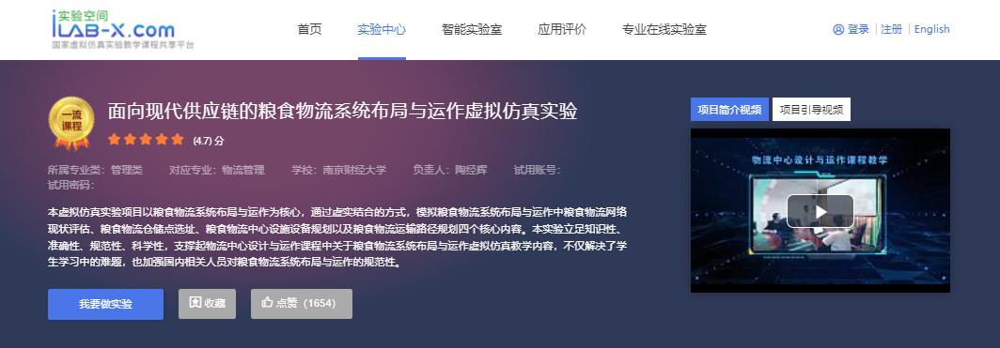 实验空间
iLAB-X.com
国家虚拟仿真实验教学课程共享平台
首页
实验中心
智能实验室
应用评价
专业在线实验室
登录
注册
English
一流
课程
面向现代供应链的粮食物流系统布局与运作虚拟仿真实验
(4.7) 分
所属专业类：管理类 对应专业：物流管理 学校：南京财经大学 负责人：陶经辉 试用账号：
试用密码：
本虚拟仿真实验项目以粮食物流系统布局与运作为核心，通过虚实结合的方式，模拟粮食物流系统布局与运作中粮食物流网络
现状评估、粮食物流仓储点选址、粮食物流中心设施设备规划以及粮食物流运输路径规划四个核心内容。本实验立足知识性、
准确性、规范性、科学性，支撑起物流中心设计与运作课程中关于粮食物流系统布局与运作虚拟仿真教学内容，不仅解决了学
生学习中的难题，也加强国内相关人员对粮食物流系统布局与运作的规范性。
我要做实验
收藏
点赞（1654）
项目简介视频
项目引导视频
物流中心设计与运作课程教学